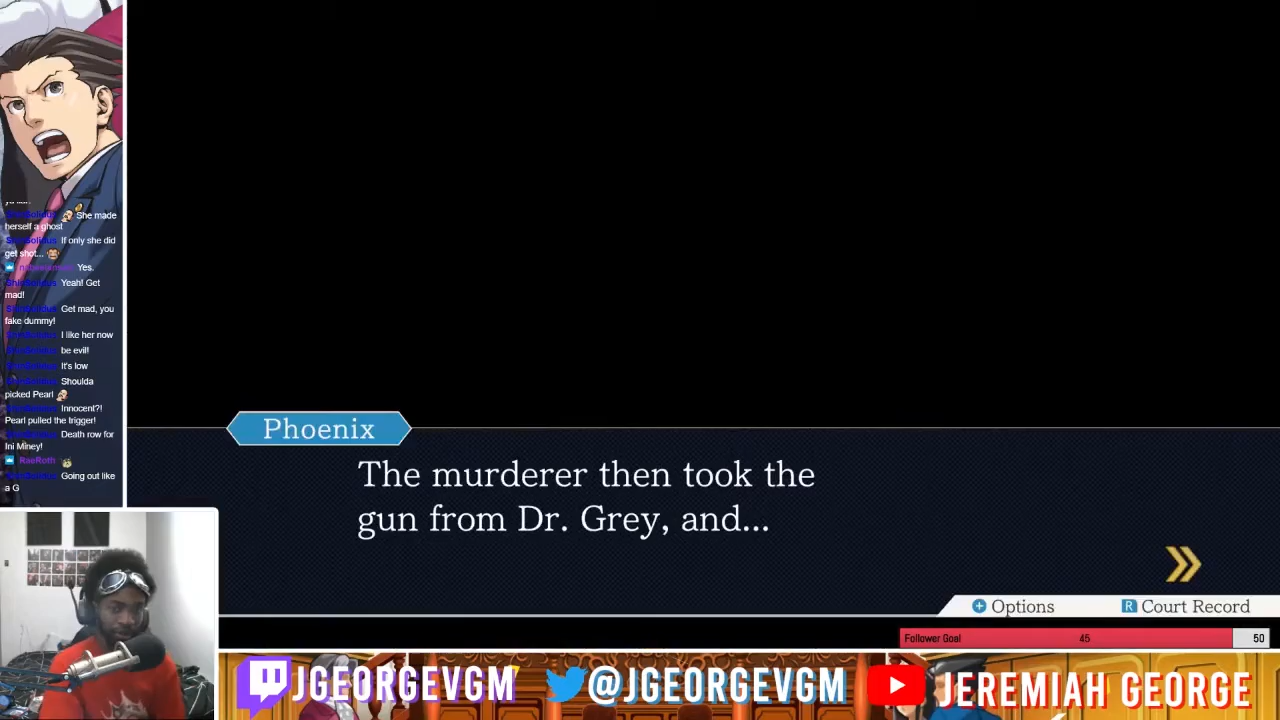 She made
herself a ghost
If only she did
get shot...
Yes.
Yeah! Get
mad!
Get mad, you
fake dummy!
I like her now
be evil!
It's low
Shoulda
picked Pearl
Innocent?!
Pearl pulled the trigger!
Death row for
Ini Miney!
RaeRoth
Going out like
a G
Phoenix
The murderer then took the
gun from Dr. Grey, and...
+ Options
R Court Record
Follower Goal
45
50
JGEORGEVGM
@JGEORGEVGM
JEREMIAH GEORGE